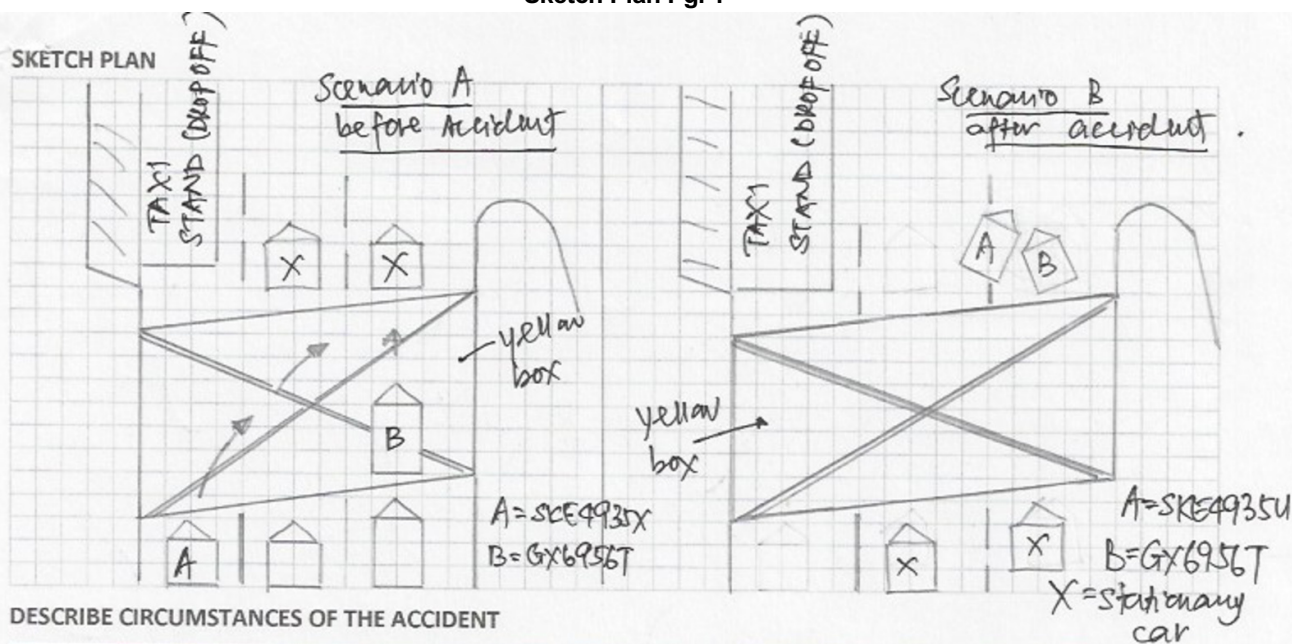 Sketch Plan Pg. 1
SKETCH PLAN
TAXI
STAND (DROP OFF)
Scenario A
before Accident
X
X
yellow
box
B
A
A=SKE4935X
B=GX6956T
TAXI
STAND (DROP OFF)
Scenario B
after accident.
A
B
yellow
box
X
X
A=SKE4935U
B=GX6956T
X=stationary
car
DESCRIBE CIRCUMSTANCES OF THE ACCIDENT